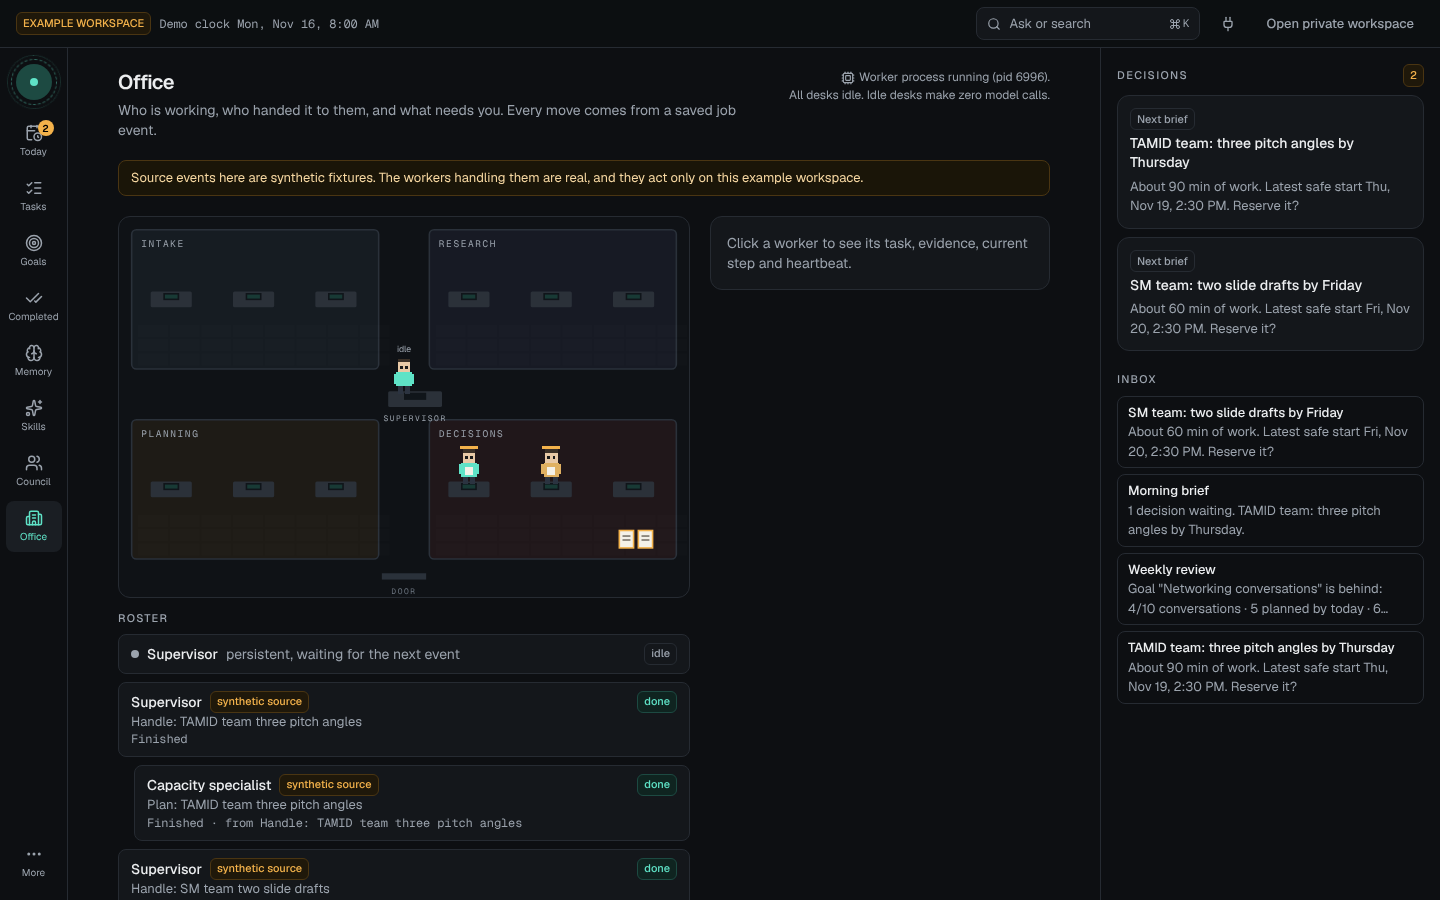 EXAMPLE WORKSPACE
Demo clock Mon, Nov 16, 8:00 AM
Ask or search
⌘K
Open private workspace
2
Today
Tasks
Goals
Completed
Memory
Skills
Council
Office
More
Office
Who is working, who handed it to them, and what needs you. Every move comes from a saved job
event.
Worker process running (pid 6996).
All desks idle. Idle desks make zero model calls.
Source events here are synthetic fixtures. The workers handling them are real, and they act only on this example workspace.
INTAKE
RESEARCH
idle
SUPERVISOR
PLANNING
DECISIONS
DOOR
Click a worker to see its task, evidence, current
step and heartbeat.
ROSTER
Supervisor persistent, waiting for the next event
idle
Supervisor synthetic source
done
Handle: TAMID team three pitch angles
Finished
Capacity specialist synthetic source
done
Plan: TAMID team three pitch angles
Finished · from Handle: TAMID team three pitch angles
Supervisor synthetic source
done
Handle: SM team two slide drafts
DECISIONS
2
Next brief
TAMID team: three pitch angles by
Thursday
About 90 min of work. Latest safe start Thu,
Nov 19, 2:30 PM. Reserve it?
Next brief
SM team: two slide drafts by Friday
About 60 min of work. Latest safe start Fri, Nov
20, 2:30 PM. Reserve it?
INBOX
SM team: two slide drafts by Friday
About 60 min of work. Latest safe start Fri, Nov
20, 2:30 PM. Reserve it?
Morning brief
1 decision waiting. TAMID team: three pitch
angles by Thursday.
Weekly review
Goal "Networking conversations" is behind:
4/10 conversations · 5 planned by today · 6...
TAMID team: three pitch angles by Thursday
About 90 min of work. Latest safe start Thu,
Nov 19, 2:30 PM. Reserve it?